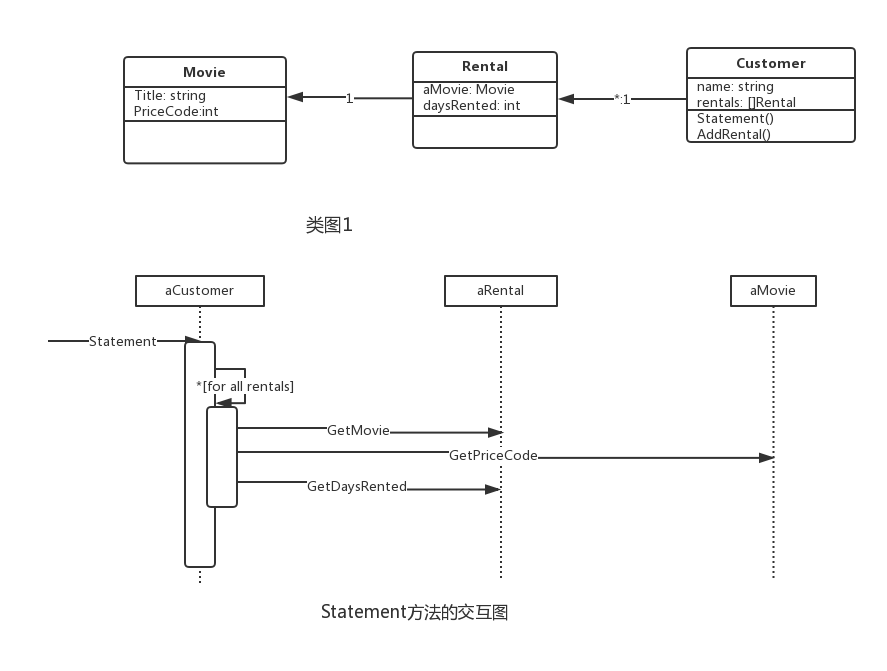 Movie
Title: string
PriceCode:int
1
Rental
aMovie: Movie
daysRented: int
*:1
Customer
name: string
rentals: []Rental
Statement()
AddRental()
类图1
aCustomer
aRental
aMovie
Statement
*[for all rentals]
GetMovie
GetPriceCode
GetDaysRented
Statement方法的交互图